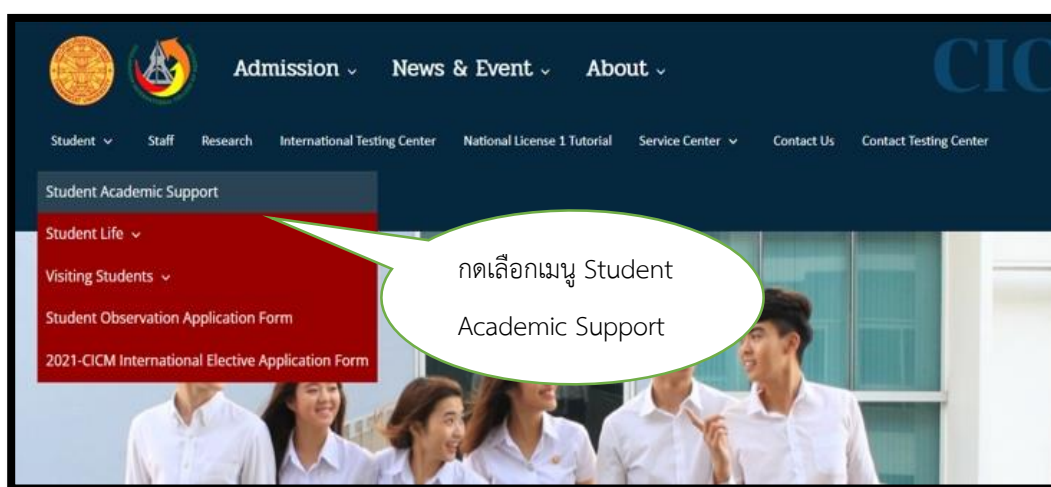 Admission News & Event About CIC
Student Staff Research International Testing Center National License 1 Tutorial Service Center Contact Us Contact Testing Center
Student Academic Support
Student Life
Visiting Students
Student Observation Application Form
2021-CICM International Elective Application Form
กดเลือกเมนู Student
Academic Support